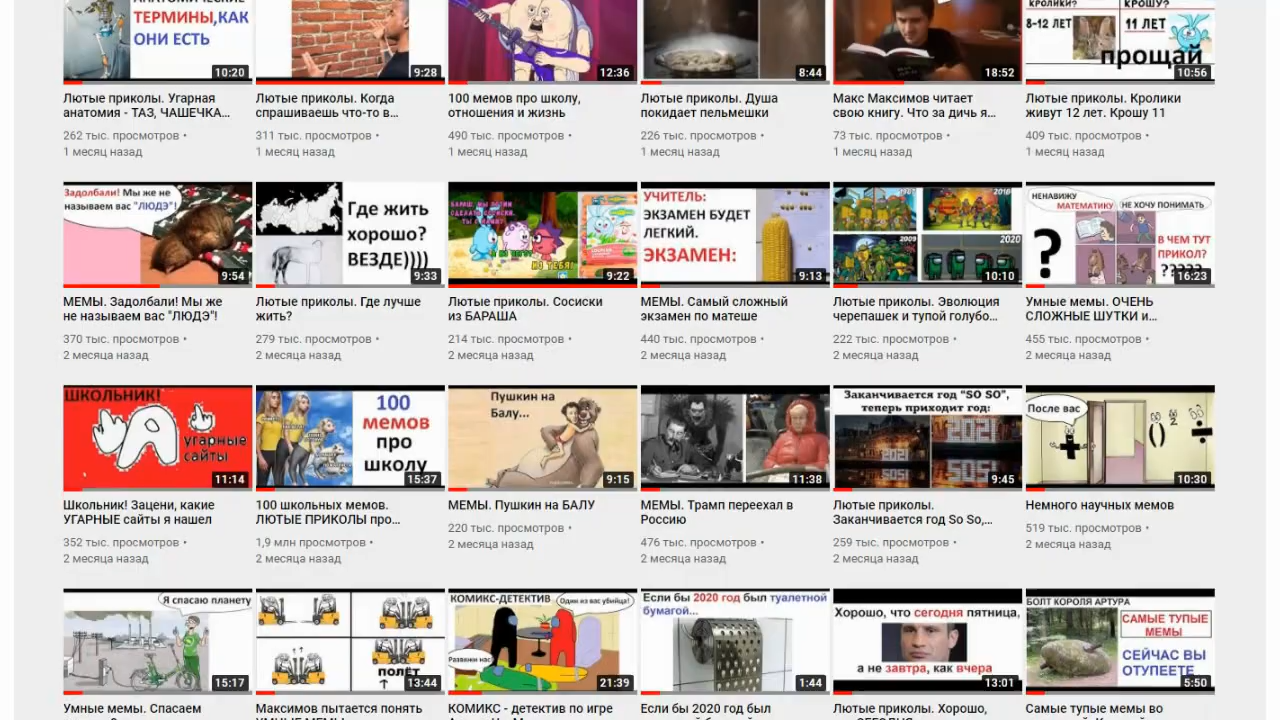 АНАТОМИЧЕСКИЕ
ТЕРМИНЫ,КАК
ОНИ ЕСТЬ
10:20
9:28
12:36
8:44
18:52
КРОЛИКИ?
КРОШУ?
8-12 ЛЕТ
11 ЛЕТ
прощай
10:56
Лютые приколы. Угарная
анатомия - ТАЗ, ЧАШЕЧКА...
262 тыс. просмотров •
1 месяц назад
Лютые приколы. Когда
спрашиваешь что-то в...
311 тыс. просмотров •
1 месяц назад
100 мемов про школу,
отношения и жизнь
490 тыс. просмотров •
1 месяц назад
Лютые приколы. Душа
покидает пельмешки
226 тыс. просмотров •
1 месяц назад
Макс Максимов читает
свою книгу. Что за дичь я...
73 тыс. просмотров •
1 месяц назад
Лютые приколы. Кролики
живут 12 лет. Крошу 11
409 тыс. просмотров •
1 месяц назад
Задолбали! Мы же не
называем вас "ЛЮДЭ"!
9:54
Где жить
хорошо?
ВЕЗДЕ))))
9:33
ИЗ ТЕБЯ!
9:22
УЧИТЕЛЬ:
ЭКЗАМЕН БУДЕТ
ЛЕГКИЙ.
ЭКЗАМЕН:
9:13
1987
2016
2009
2020
10:10
НЕНАВИЖУ
МАТЕМАТИКУ
НЕ ХОЧУ ПОНИМАТЬ
?
В ЧЕМ ТУТ
ПРИКОЛ?
?????
16:23
МЕМЫ. Задолбали! Мы же
не называем вас "ЛЮДЭ"!
370 тыс. просмотров •
2 месяца назад
Лютые приколы. Где лучше
жить?
279 тыс. просмотров •
2 месяца назад
Лютые приколы. Сосиски
из БАРАША
214 тыс. просмотров •
2 месяца назад
МЕМЫ. Самый сложный
экзамен по матеше
440 тыс. просмотров •
2 месяца назад
Лютые приколы. Эволюция
черепашек и тупой голубо...
222 тыс. просмотров •
2 месяца назад
Умные мемы. ОЧЕНЬ
СЛОЖНЫЕ ШУТКИ и...
455 тыс. просмотров •
2 месяца назад
ШКОЛЬНИК!
угарные
сайты
11:14
100
мемов
про
школу
15:37
Пушкин на
Балу...
9:15
11:38
Заканчивается год "SO SO",
теперь приходит год:
2021
SOS!
9:45
После вас
10:30
Школьник! Зацени, какие
УГАРНЫЕ сайты я нашел
352 тыс. просмотров •
2 месяца назад
100 школьных мемов.
ЛЮТЫЕ ПРИКОЛЫ про...
1,9 млн просмотров •
2 месяца назад
МЕМЫ. Пушкин на БАЛУ
220 тыс. просмотров •
2 месяца назад
МЕМЫ. Трамп переехал в
Россию
476 тыс. просмотров •
2 месяца назад
Лютые приколы.
Заканчивается год So So,...
259 тыс. просмотров •
2 месяца назад
Немного научных мемов
519 тыс. просмотров •
2 месяца назад
Я спасаю планету
15:17
полёт
13:44
КОМИКС-ДЕТЕКТИВ
Один из вас убийца!
Развяжи нас
21:39
Если бы 2020 год был туалетной
бумагой...
1:44
Хорошо, что сегодня пятница,
а не завтра, как вчера
13:01
БОЛТ КОРОЛЯ АРТУРА
САМЫЕ ТУПЫЕ
МЕМЫ
СЕЙЧАС ВЫ
ОТУПЕЕТЕ
5:50
Умные мемы. Спасаем
Максимов пытается понять
КОМИКС - детектив по игре
Если бы 2020 год был
Лютые приколы. Хорошо,
Самые тупые мемы во